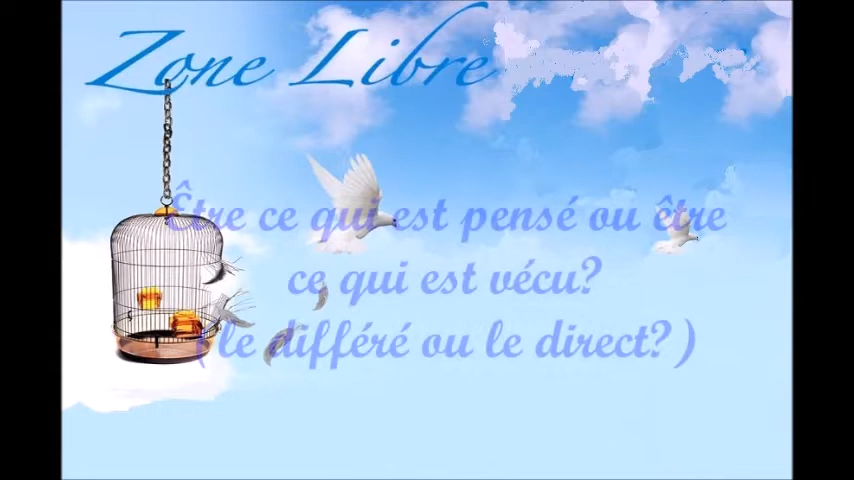 Zone Libre
Être ce qui est pensé ou être
ce qui est vécu?
(le différé ou le direct?)